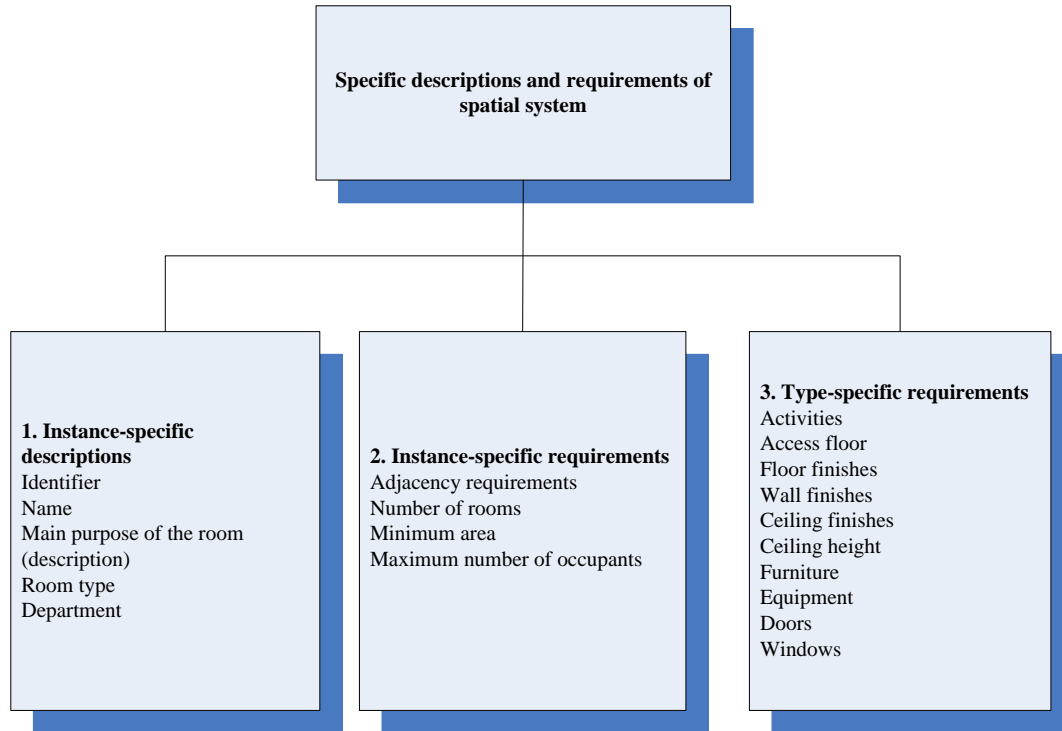 Specific descriptions and requirements of
spatial system
1. Instance-specific
descriptions
Identifier
Name
Main purpose of the room
(description)
Room type
Department
2. Instance-specific requirements
Adjacency requirements
Number of rooms
Minimum area
Maximum number of occupants
3. Type-specific requirements
Activities
Access floor
Floor finishes
Wall finishes
Ceiling finishes
Ceiling height
Furniture
Equipment
Doors
Windows